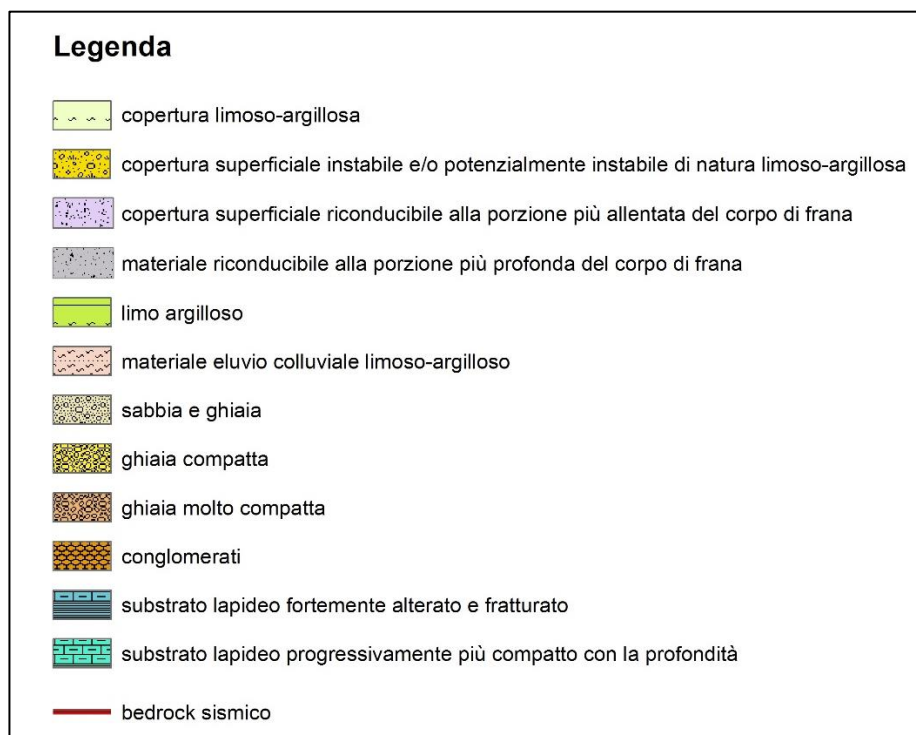 Legenda
copertura limoso-argillosa
copertura superficiale instabile e/o potenzialmente instabile di natura limoso-argillosa
copertura superficiale riconducibile alla porzione più allentata del corpo di frana
materiale riconducibile alla porzione più profonda del corpo di frana
limo argilloso
materiale eluvio colluviale limoso-argilloso
sabbia e ghiaia
ghiaia compatta
ghiaia molto compatta
conglomerati
substrato lapideo fortemente alterato e fratturato
substrato lapideo progressivamente più compatto con la profondità
bedrock sismico